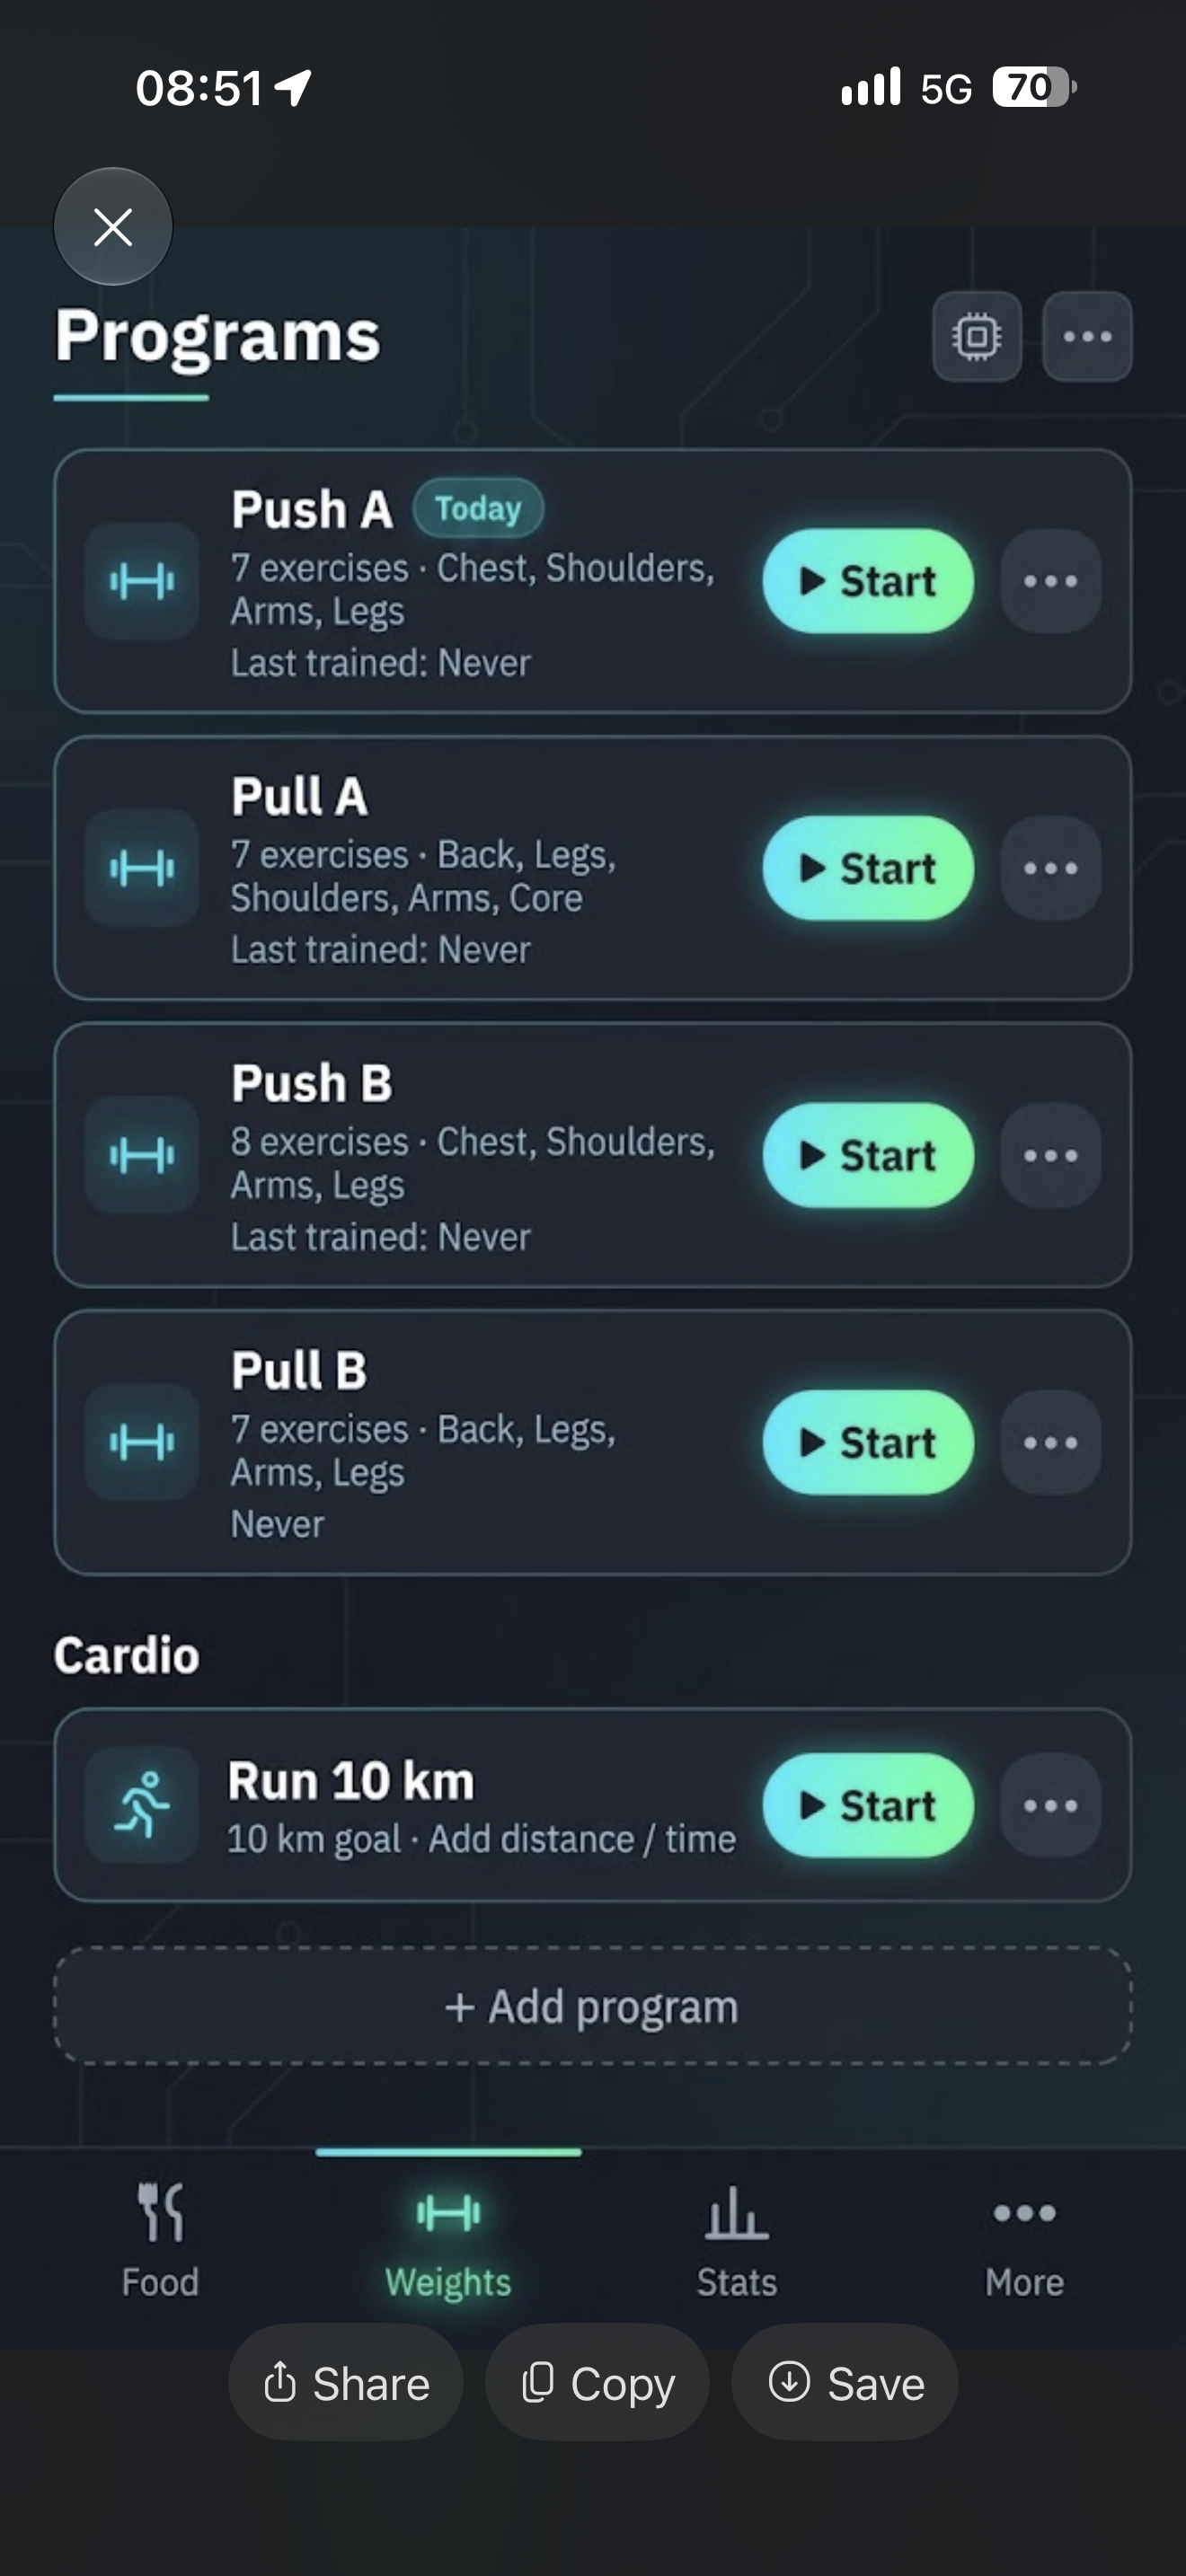 08:51
5G
70
Programs
Push A
Today
7 exercises · Chest, Shoulders,
Arms, Legs
Last trained: Never
Start
Pull A
7 exercises · Back, Legs,
Shoulders, Arms, Core
Last trained: Never
Start
Push B
8 exercises · Chest, Shoulders,
Arms, Legs
Last trained: Never
Start
Pull B
7 exercises · Back, Legs,
Arms, Legs
Never
Start
Cardio
Run 10 km
10 km goal · Add distance / time
Start
+ Add program
Food
Weights
Stats
More
Share
Copy
Save